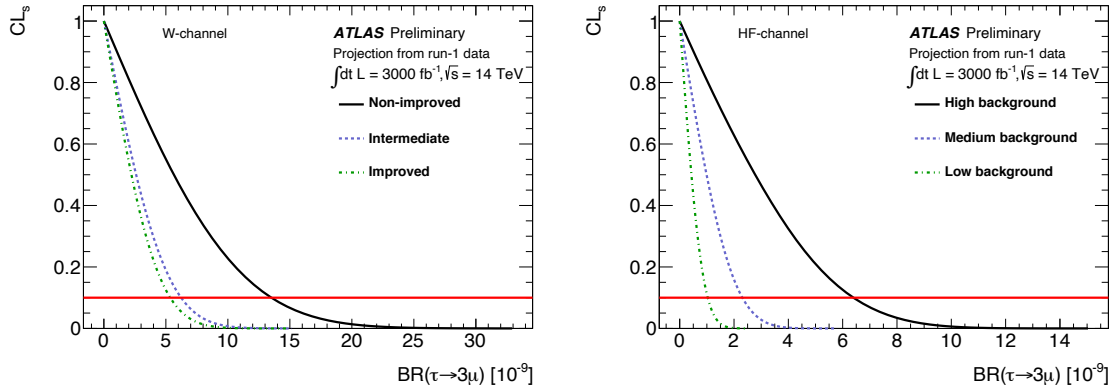 CLs
1
0.8
0.6
0.4
0.2
0
W-channel
ATLAS Preliminary
Projection from run-1 data
∫dt L = 3000 fb⁻¹,√s = 14 TeV
Non-improved
Intermediate
Improved
0 5 10 15 20 25 30
BR(τ→3μ) [10⁻⁹]
CLs
1
0.8
0.6
0.4
0.2
0
HF-channel
ATLAS Preliminary
Projection from run-1 data
∫dt L = 3000 fb⁻¹,√s = 14 TeV
High background
Medium background
Low background
0 2 4 6 8 10 12 14
BR(τ→3μ) [10⁻⁹]